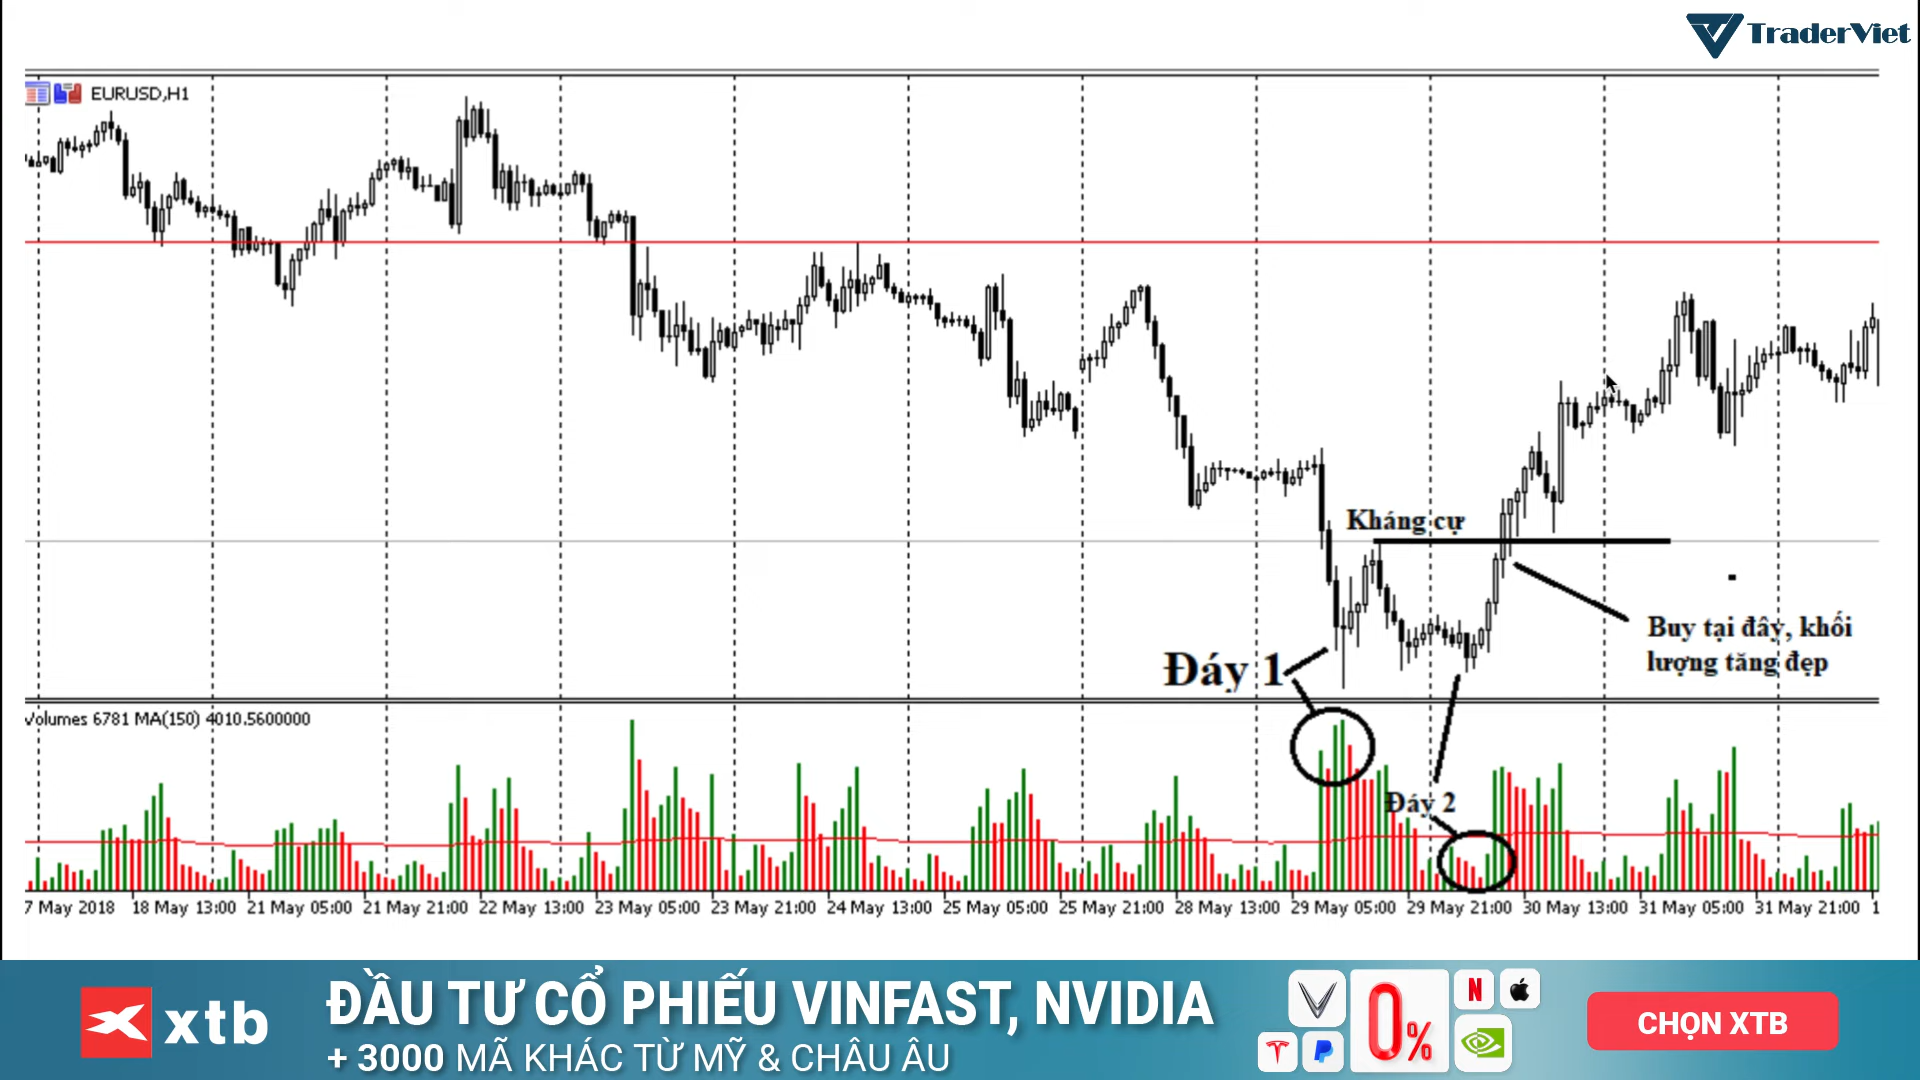 TraderViet
EURUSD,H1
Kháng cự
Buy tại đây, khối
lượng tăng đẹp
Đáy 1
Volumes 6781 MA(150) 4010.5600000
Đáy 2
7 May 2018 18 May 13:00 21 May 05:00 21 May 21:00 22 May 13:00 23 May 05:00 23 May 21:00 24 May 13:00 25 May 05:00 25 May 21:00 28 May 13:00 29 May 05:00 29 May 21:00 30 May 13:00 31 May 05:00 31 May 21:00 1
xtb
ĐẦU TƯ CỔ PHIẾU VINFAST, NVIDIA
+ 3000 MÃ KHÁC TỪ MỸ & CHÂU ÂU
0%
N
CHỌN XTB